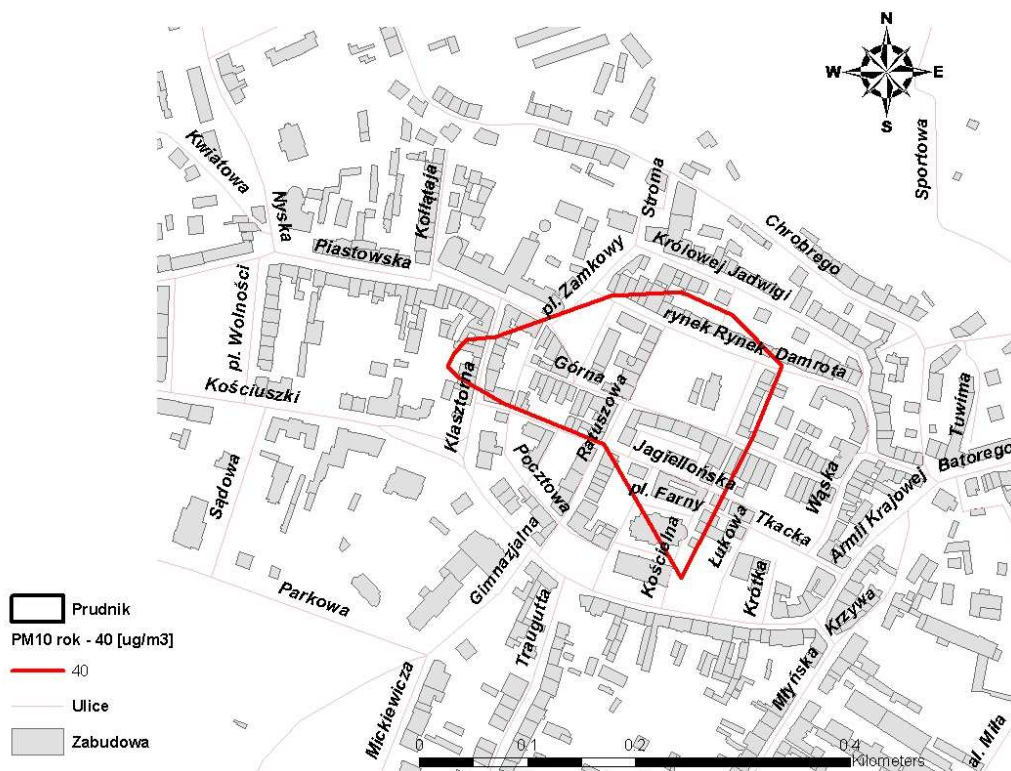 N
W
E
S
Sportowa
Kwiatowa
Nyska
Piastowska
Kołłątaja
Stroma
Chrobrego
Królowej Jadwigi
pl. Zamkowy
rynek Rynek
Damrota
pl. Wolności
Kościuszki
Klasztorna
Górna
Ratuszowa
Jagiellońska
pl. Farny
Pocztowa
Tuwima
Batorego
Wąska
Armii Krajowej
Tkacka
Łukowa
Kościelna
Krótka
Krzywa
Sądowa
Gimnazjalna
Parkowa
Traugutta
Mickiewicza
Młyńska
al. Miła
Prudnik
PM10 rok - 40 [ug/m3]
40
Ulice
Zabudowa
0 0.1 0.2 0.4
Kilometers